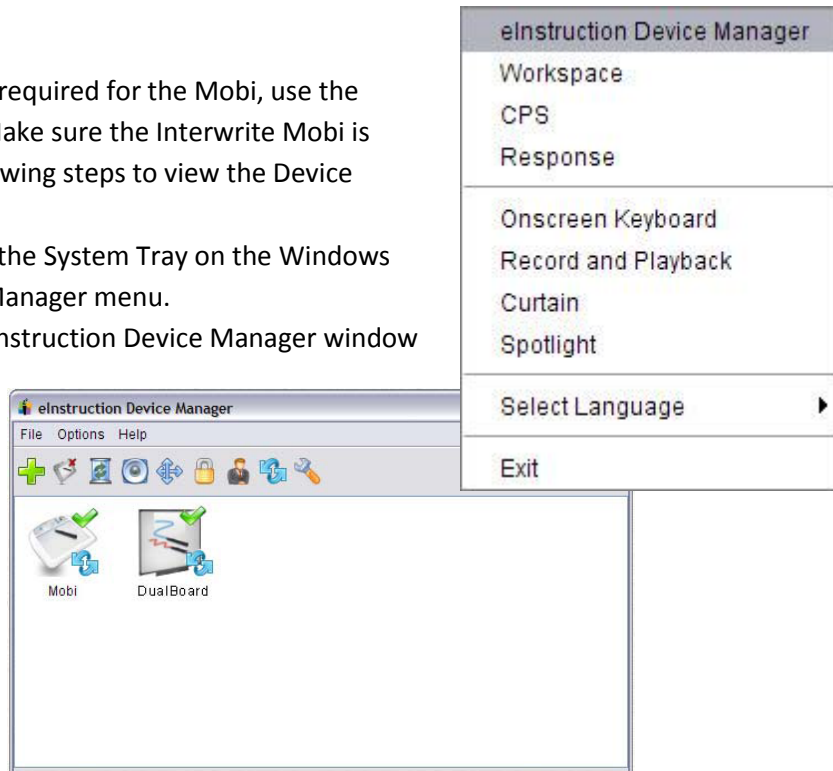 required for the Mobi, use the
ake sure the Interwrite Mobi is
wing steps to view the Device
the System Tray on the Windows
anager menu.
nstruction Device Manager window
eInstruction Device Manager
Workspace
CPS
Response
Onscreen Keyboard
Record and Playback
Curtain
Spotlight
Select Language
Exit
eInstruction Device Manager
File Options Help
Mobi DualBoard